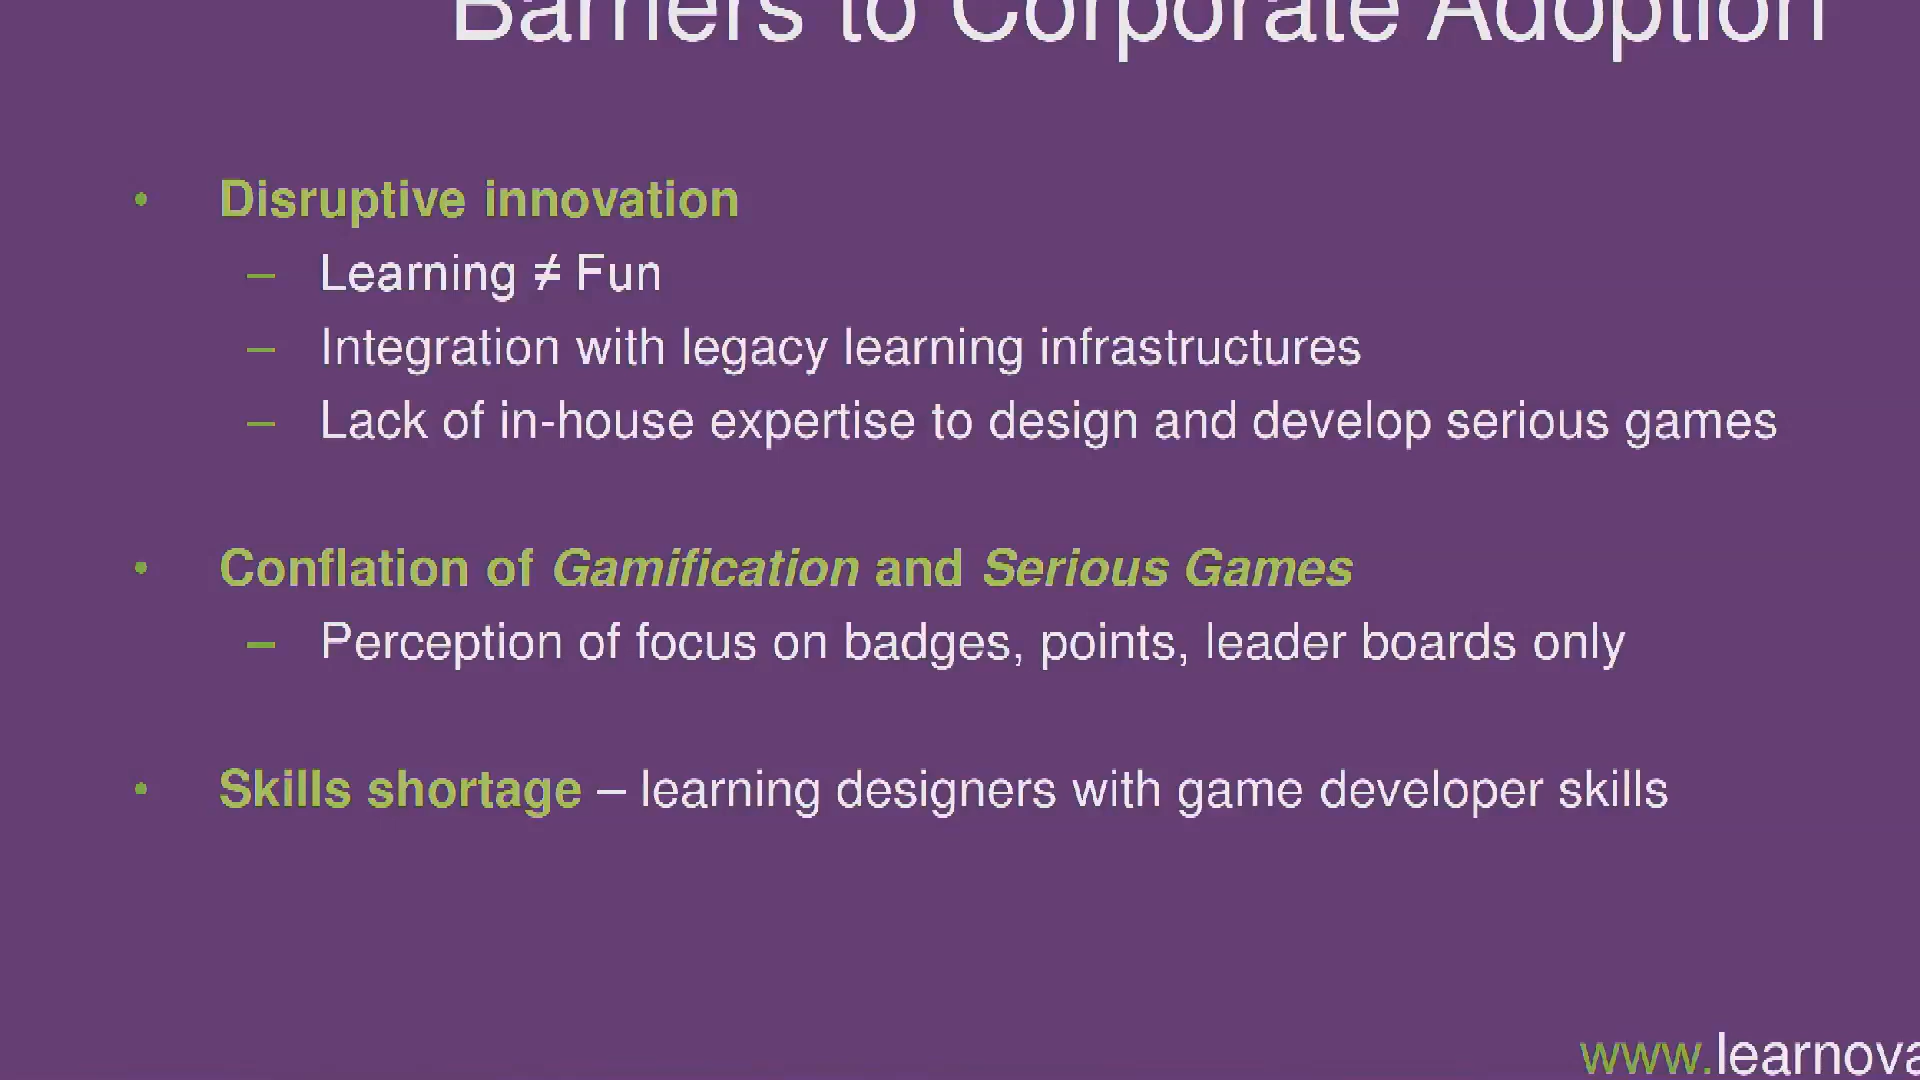 Barriers to Corporate Adoption
• Disruptive innovation
– Learning ≠ Fun
– Integration with legacy learning infrastructures
– Lack of in-house expertise to design and develop serious games
• Conflation of Gamification and Serious Games
– Perception of focus on badges, points, leader boards only
• Skills shortage – learning designers with game developer skills
www.learnova